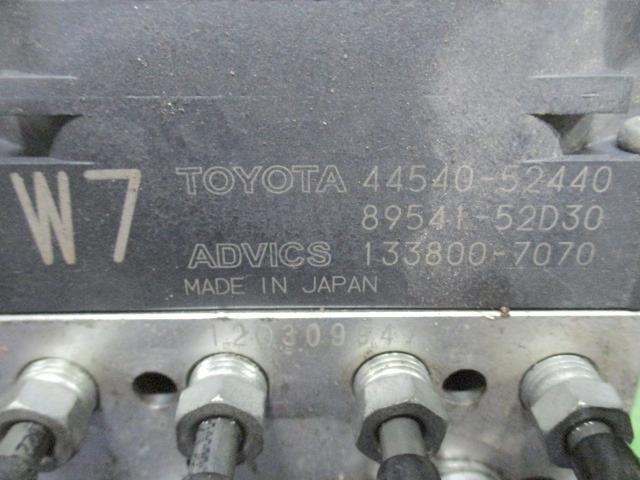 W7
TOYOTA 44540-52440
89541-52D30
ADVICS 133800-7070
MADE IN JAPAN